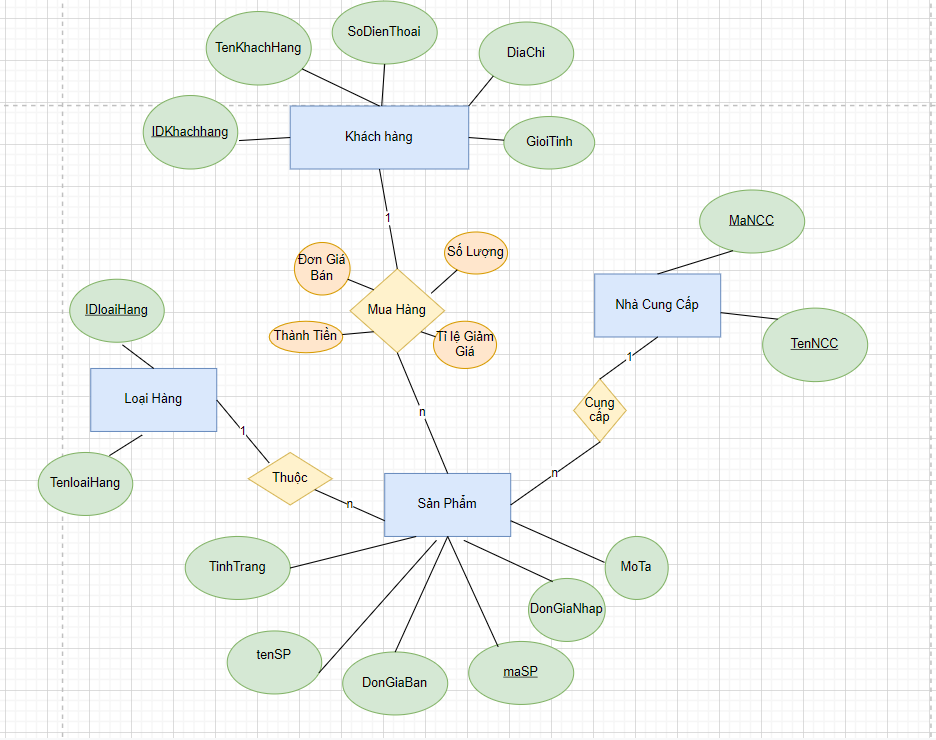 SoDienThoai
TenKhachHang
DiaChi
IDKhachhang
Khách hàng
GioiTinh
1
MaNCC
Số Lượng
Đơn Giá
Bán
Mua Hàng
Nhà Cung Cấp
IDloaiHang
Thành Tiền
Tỉ lệ Giảm
Giá
TenNCC
1
Loại Hàng
Cung
cấp
n
1
n
Thuộc
TenloaiHang
n
Sản Phẩm
TinhTrang
MoTa
DonGiaNhap
tenSP
maSP
DonGiaBan